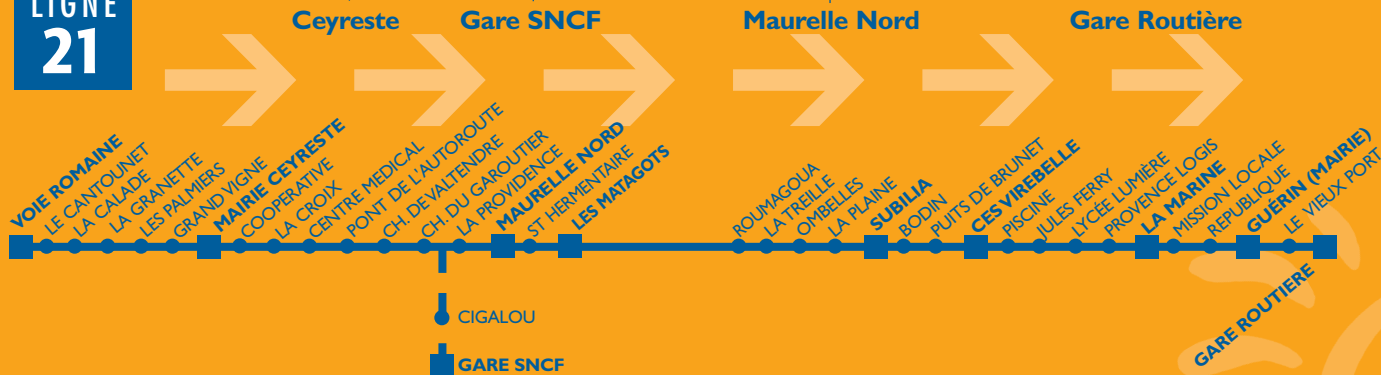 LIGNE
21
Ceyreste
Gare SNCF
Maurelle Nord
Gare Routière
VOIE ROMAINE
LE CANTOUNET
LA CALADE
LA GRANETTE
LES PALMIERS
GRAND VIGNE
MAIRIE CEYRESTE
COOPERATIVE
LA CROIX
CENTRE MEDICAL
PONT DE L'AUTOROUTE
CH. DEVALTENDRE
CH. DU GAROUTIER
LA PROVIDENCE
MAURELLE NORD
ST HERMENTAIRE
LES MATAGOTS
ROUMAGOUA
LA TREILLE
OMBELLES
LA PLAINE
SUBILIA
BODIN
PUITS DE BRUNET
CES VIREBELLE
PISCINE
JULES FERRY
LYCÉE LUMIÈRE
PROVENCE LOGIS
LA MARINE
MISSION LOCALE
REPUBLIQUE
GUÉRIN (MAIRIE)
LE VIEUX PORT
GARE ROUTIERE
CIGALOU
GARE SNCF